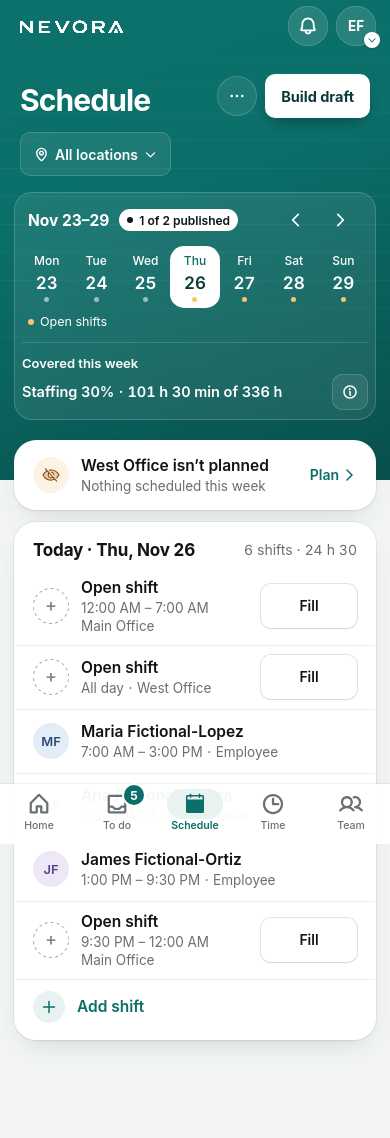 NEVORA
EF
Schedule
Build draft
All locations
Nov 23–29
1 of 2 published
Mon Tue Wed Thu Fri Sat Sun
23 24 25 26 27 28 29
Open shifts
Covered this week
Staffing 30% · 101 h 30 min of 336 h
West Office isn’t planned
Nothing scheduled this week
Plan
Today · Thu, Nov 26
6 shifts · 24 h 30
Open shift
12:00 AM – 7:00 AM
Main Office
Fill
Open shift
All day · West Office
Fill
MF
Maria Fictional-Lopez
7:00 AM – 3:00 PM · Employee
5
Home
To do
Schedule
Time
Team
JF
James Fictional-Ortiz
1:00 PM – 9:30 PM · Employee
Open shift
9:30 PM – 12:00 AM
Main Office
Fill
Add shift